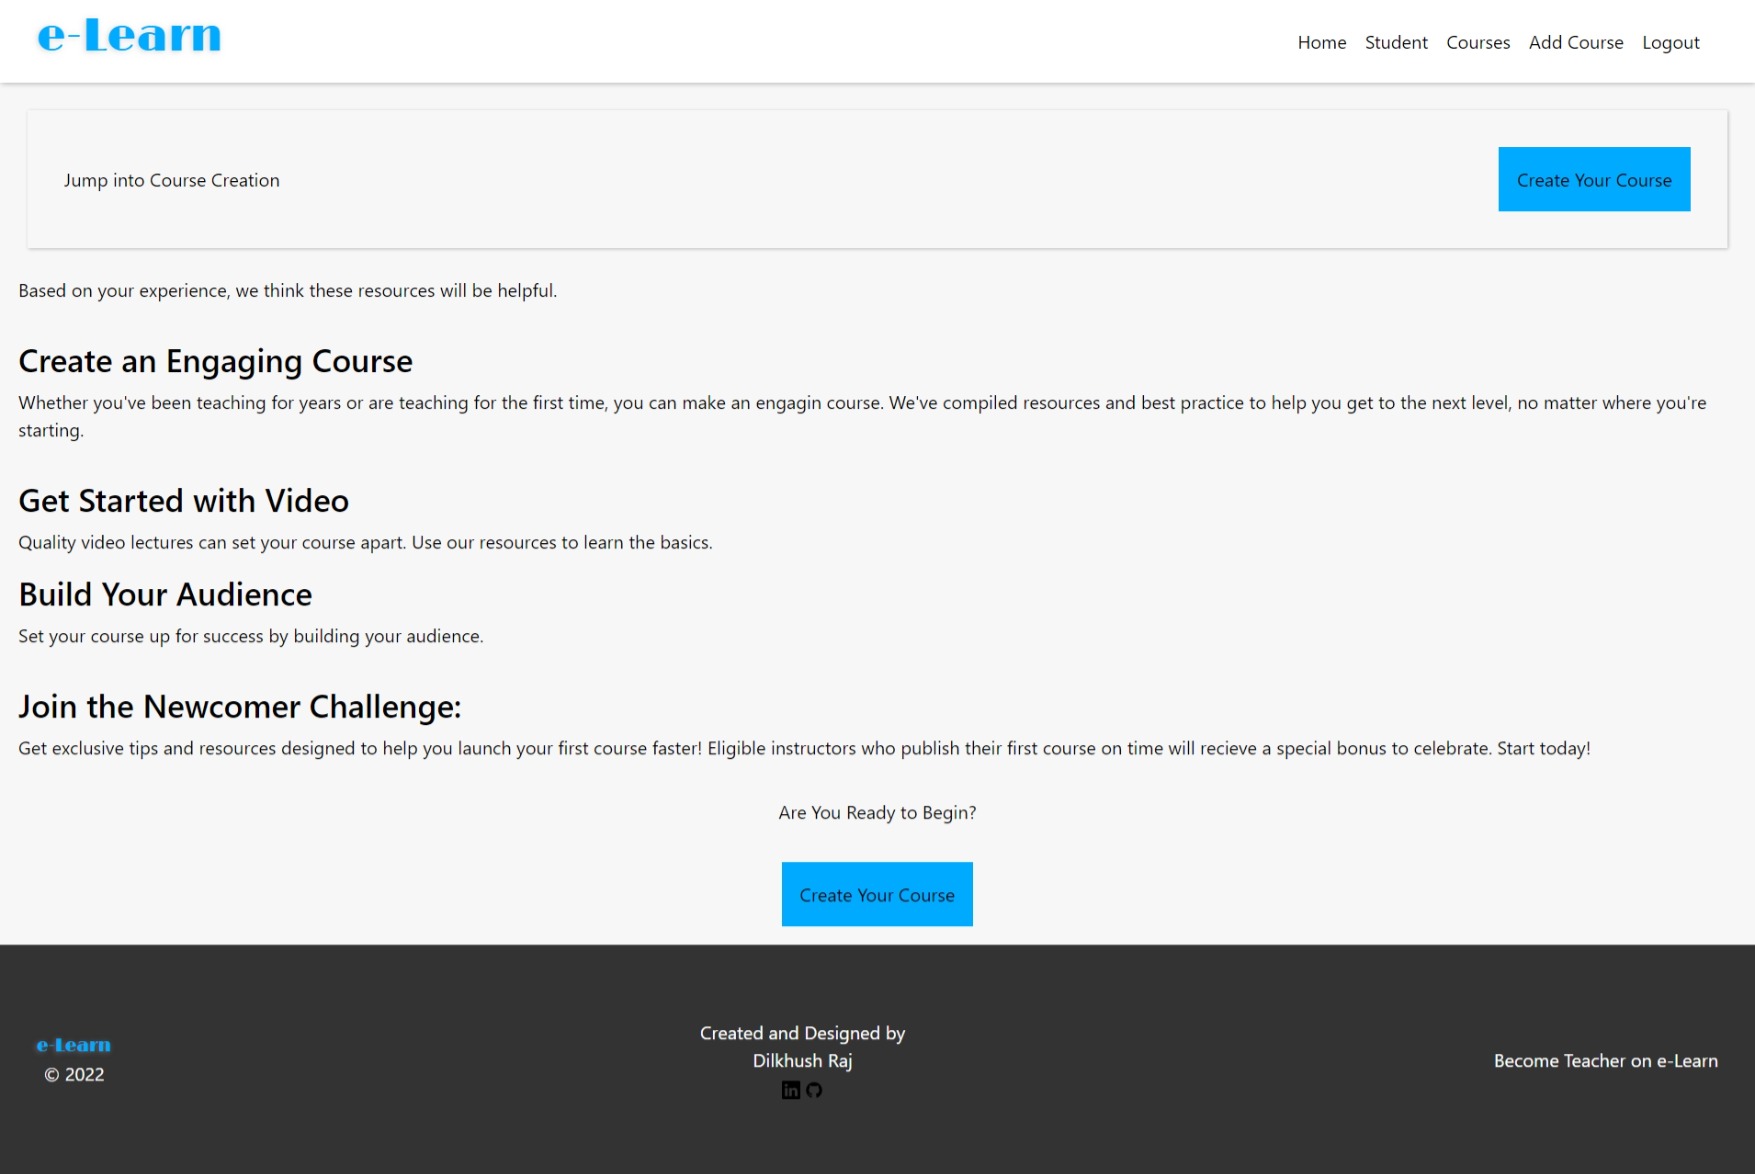 e-Learn
Home Student Courses Add Course Logout
Jump into Course Creation
Create Your Course
Based on your experience, we think these resources will be helpful.
Create an Engaging Course
Whether you've been teaching for years or are teaching for the first time, you can make an engagin course. We've compiled resources and best practice to help you get to the next level, no matter where you're
starting.
Get Started with Video
Quality video lectures can set your course apart. Use our resources to learn the basics.
Build Your Audience
Set your course up for success by building your audience.
Join the Newcomer Challenge:
Get exclusive tips and resources designed to help you launch your first course faster! Eligible instructors who publish their first course on time will recieve a special bonus to celebrate. Start today!
Are You Ready to Begin?
Create Your Course
e-Learn
© 2022
Created and Designed by
Dilkhush Raj
in
Become Teacher on e-Learn